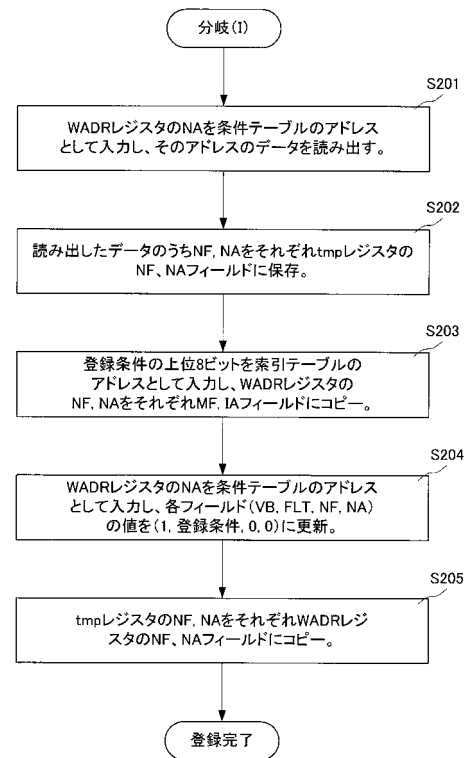 分岐(I)
S201
WADRレジスタのNAを条件テーブルのアドレス
として入力し、そのアドレスのデータを読み出す。
S202
読み出したデータのうちNF, NAをそれぞれtmpレジスタの
NF、NAフィールドに保存。
S203
登録条件の上位8ビットを索引テーブルの
アドレスとして入力し、WADRレジスタの
NF, NAをそれぞれMF, IAフィールドにコピー。
S204
WADRレジスタのNAを条件テーブルのアドレス
として入力し、各フィールド(VB, FLT, NF, NA)
の値を(1, 登録条件, 0, 0)に更新。
S205
tmpレジスタのNF, NAをそれぞれWADRレジ
スタのNF、NAフィールドにコピー。
登録完了